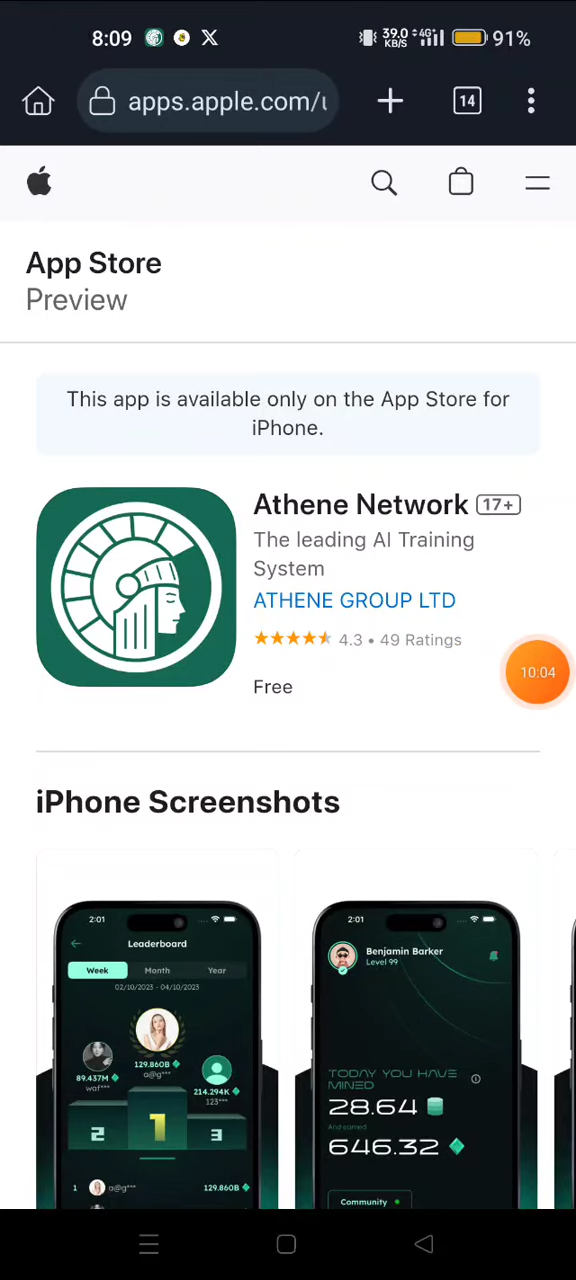 8:09 39.0 KB/S 4G 91%
apps.apple.com/u 14
App Store
Preview
This app is available only on the App Store for
iPhone.
Athene Network 17+
The leading AI Training
System
ATHENE GROUP LTD
4.3 • 49 Ratings
10:04
Free
iPhone Screenshots
2:01
Leaderboard
Week Month Year
02/10/2023 - 04/10/2023
129.860B
a@g***
89.437M
waf***
214.294K
123***
2 1 3
1 a@g*** 129.860B
2:01
Benjamin Barker
Level 99
TODAY YOU HAVE
MINED
28.64
And earned
646.32
Community